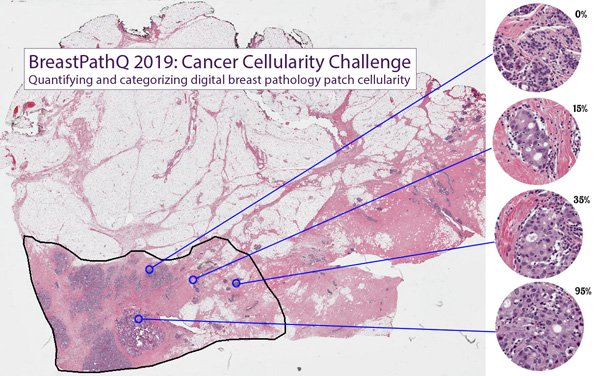 BreastPathQ 2019: Cancer Cellularity Challenge
Quantifying and categorizing digital breast pathology patch cellularity
0%
15%
35%
95%